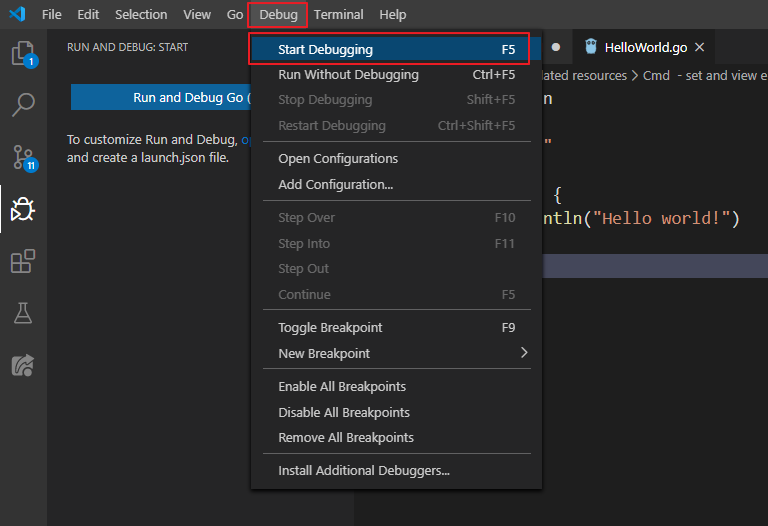 File Edit Selection View Go Debug Terminal Help
RUN AND DEBUG: START
Run and Debug Go (
To customize Run and Debug,
and create a launch.json file.
1
11
Start Debugging F5
Run Without Debugging Ctrl+F5
Stop Debugging Shift+F5
Restart Debugging Ctrl+Shift+F5
Open Configurations
Add Configuration...
Step Over F10
Step Into F11
Step Out
Continue F5
Toggle Breakpoint F9
New Breakpoint
Enable All Breakpoints
Disable All Breakpoints
Remove All Breakpoints
Install Additional Debuggers...
HelloWorld.go
lated resources > Cmd - set and view e
n
"
{
ntln("Hello world!")